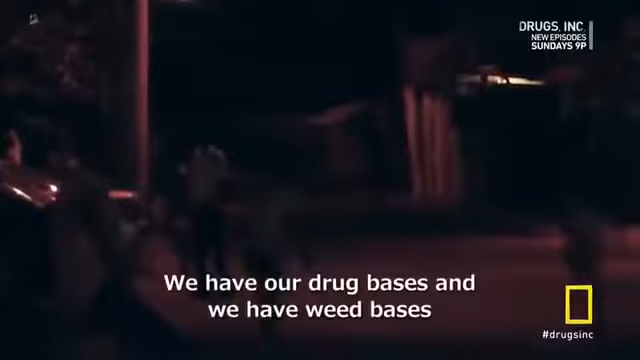 DRUGS, INC.
NEW EPISODES
SUNDAYS 9P
We have our drug bases and
we have weed bases
#drugsinc